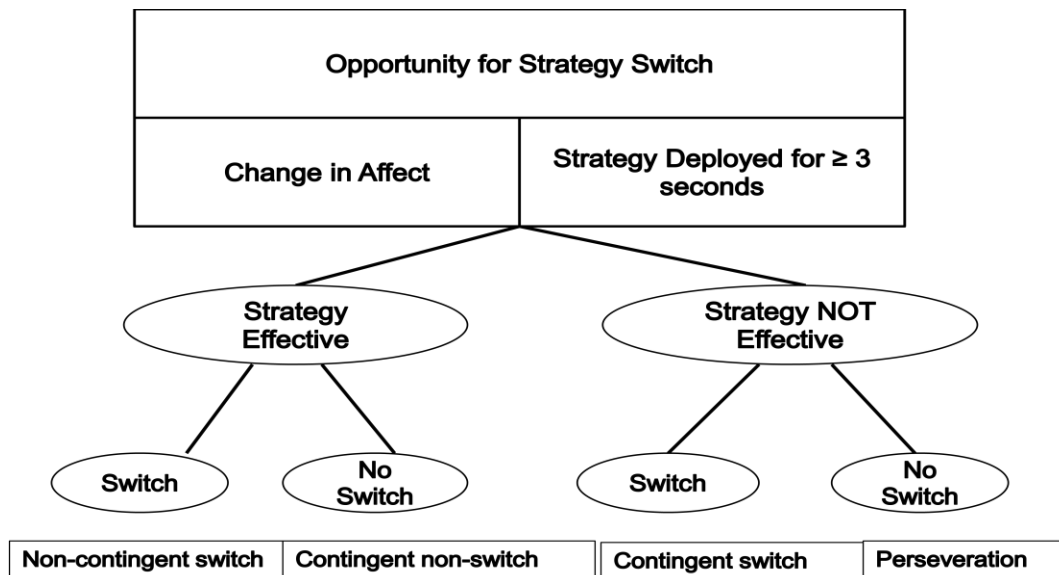 Opportunity for Strategy Switch
Change in Affect
Strategy Deployed for ≥ 3
seconds
Strategy
Effective
Strategy NOT
Effective
Switch
No
Switch
Switch
No
Switch
Non-contingent switch
Contingent non-switch
Contingent switch
Perseveration